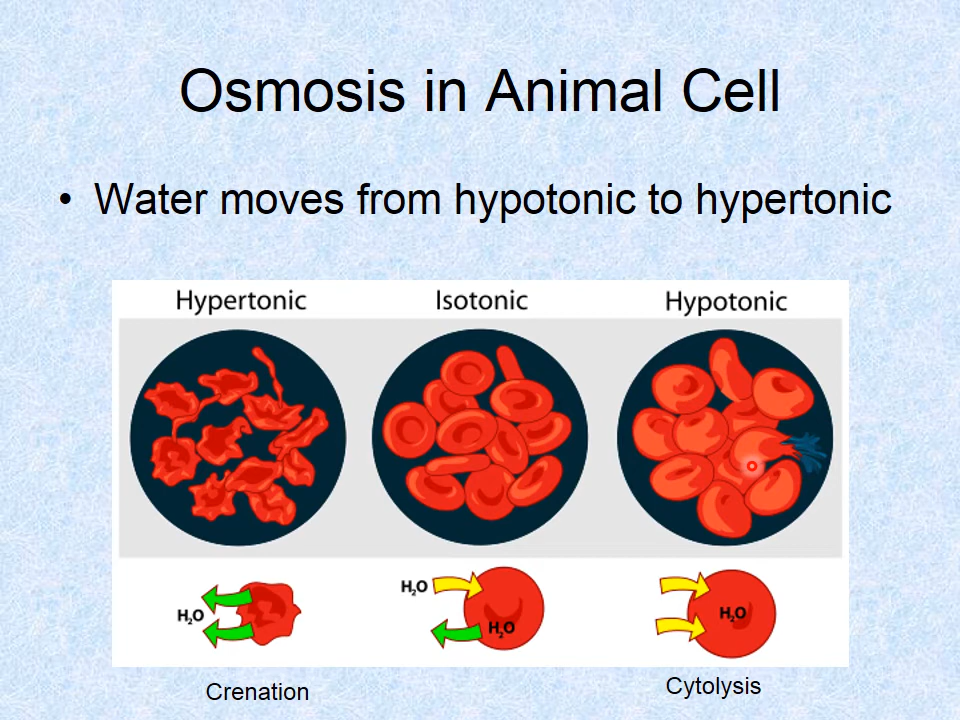 Osmosis in Animal Cell
• Water moves from hypotonic to hypertonic
Hypertonic Isotonic Hypotonic
H₂O H₂O H₂O H₂O
Crenation Cytolysis